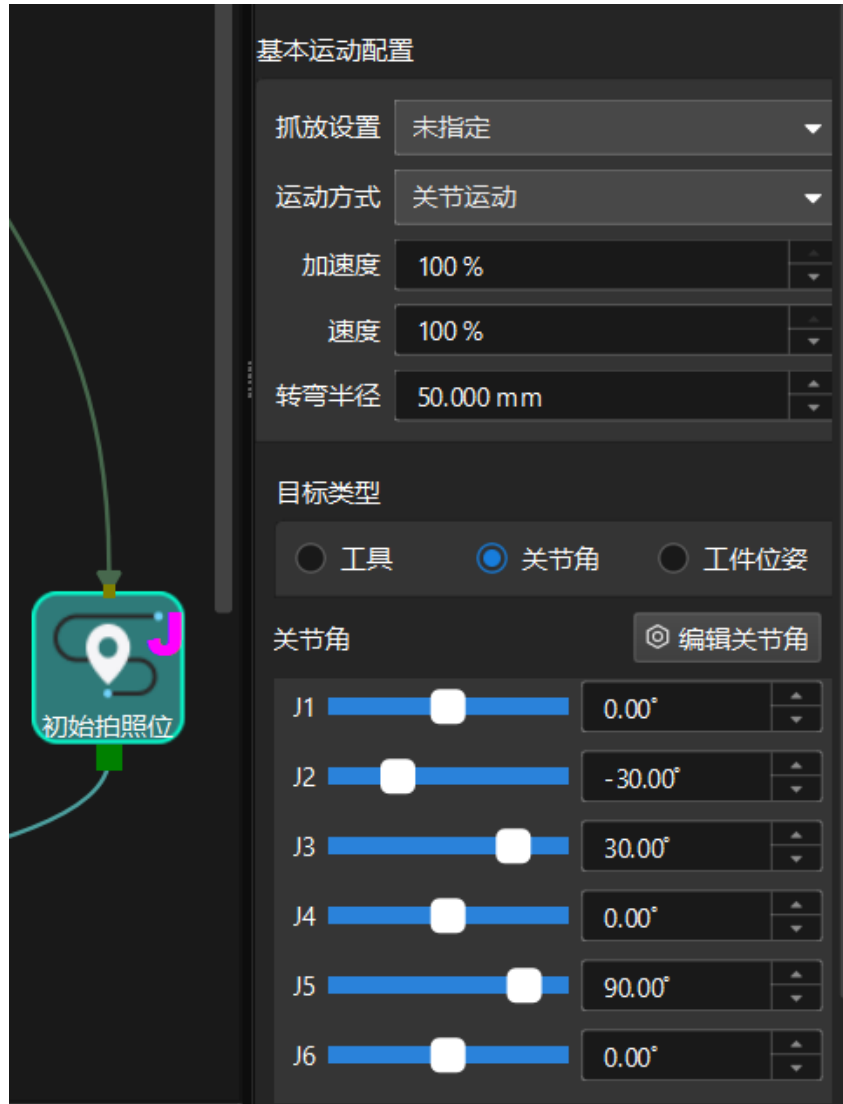 基本运动配置
抓放设置 未指定
运动方式 关节运动
加速度 100 %
速度 100 %
转弯半径 50.000 mm
目标类型
工具 关节角 工件位姿
关节角 编辑关节角
J
初始拍照位
J1 0.00°
J2 -30.00°
J3 30.00°
J4 0.00°
J5 90.00°
J6 0.00°